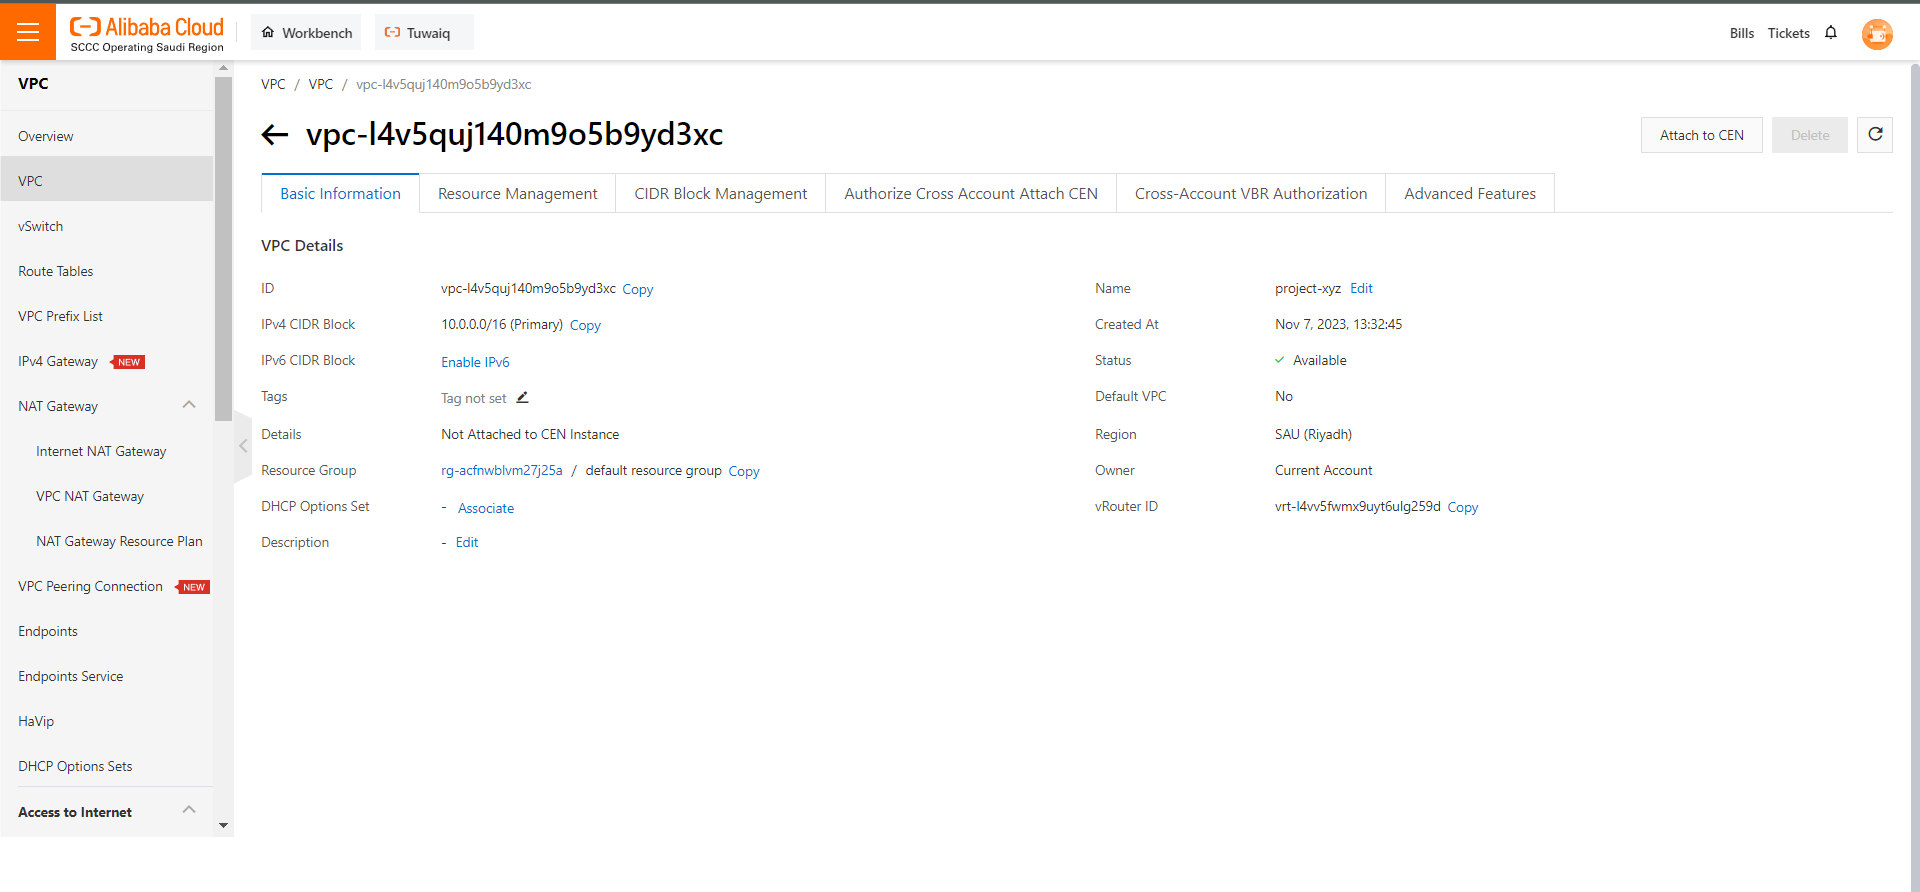 Alibaba Cloud
SCCC Operating Saudi Region
Workbench
Tuwaiq
Bills
Tickets
VPC
Overview
VPC
vSwitch
Route Tables
VPC Prefix List
IPv4 Gateway NEW
NAT Gateway
Internet NAT Gateway
VPC NAT Gateway
NAT Gateway Resource Plan
VPC Peering Connection NEW
Endpoints
Endpoints Service
HaVip
DHCP Options Sets
Access to Internet
VPC / VPC / vpc-l4v5quj140m9o5b9yd3xc
vpc-l4v5quj140m9o5b9yd3xc
Attach to CEN
Delete
Basic Information
Resource Management
CIDR Block Management
Authorize Cross Account Attach CEN
Cross-Account VBR Authorization
Advanced Features
VPC Details
ID vpc-l4v5quj140m9o5b9yd3xc Copy
Name project-xyz Edit
IPv4 CIDR Block 10.0.0.0/16 (Primary) Copy
Created At Nov 7, 2023, 13:32:45
IPv6 CIDR Block Enable IPv6
Status Available
Tags Tag not set
Default VPC No
Details Not Attached to CEN Instance
Region SAU (Riyadh)
Resource Group rg-acfnwblvm27j25a / default resource group Copy
Owner Current Account
DHCP Options Set - Associate
vRouter ID vrt-l4vv5fwmx9uyt6ulg259d Copy
Description - Edit